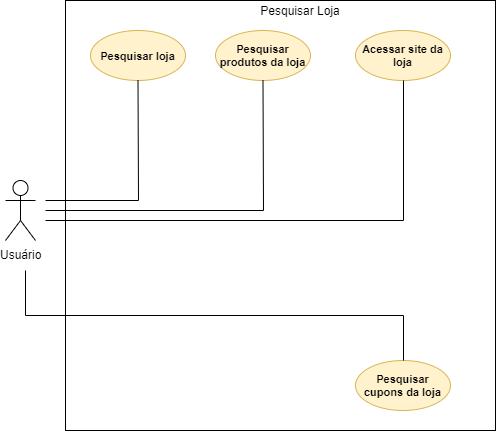 Pesquisar Loja
Pesquisar loja
Pesquisar
produtos da loja
Acessar site da
loja
Usuário
Pesquisar
cupons da loja